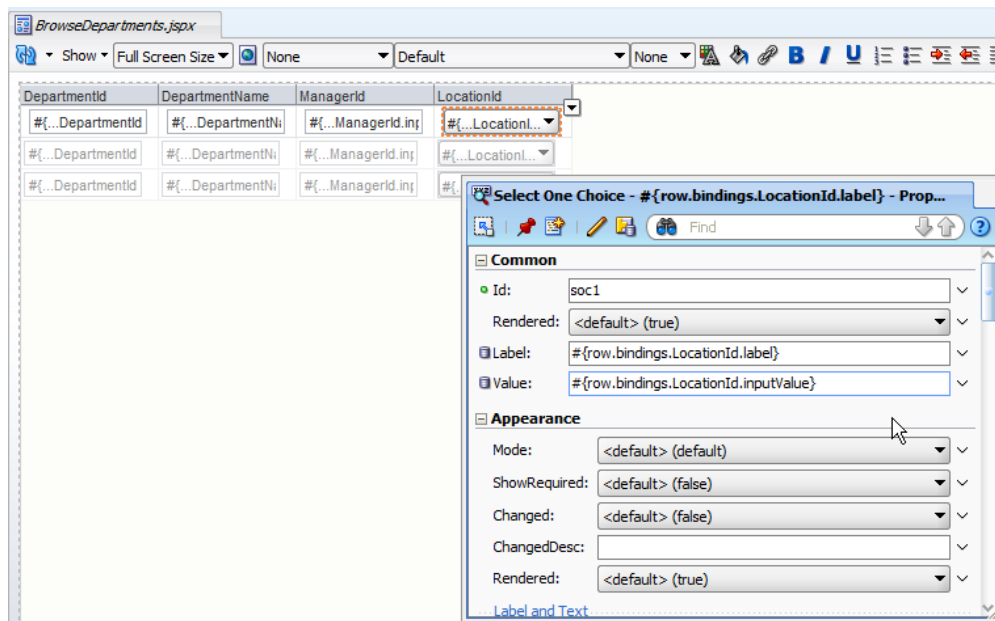 BrowseDepartments.jspx
Show Full Screen Size None Default None B I U
DepartmentId DepartmentName ManagerId LocationId
#{...DepartmentId #{...DepartmentNa #{...ManagerId.inp #{...LocationI...
#{...DepartmentId #{...DepartmentNa #{...ManagerId.inp #{...LocationI...
#{...DepartmentId #{...DepartmentNa #{...ManagerId.inp #{.
Select One Choice - #{row.bindings.LocationId.label} - Prop...
Find
Common
Id: soc1
Rendered: <default> (true)
Label: #{row.bindings.LocationId.label}
Value: #{row.bindings.LocationId.inputValue}
Appearance
Mode: <default> (default)
ShowRequired: <default> (false)
Changed: <default> (false)
ChangedDesc:
Rendered: <default> (true)
Label and Text